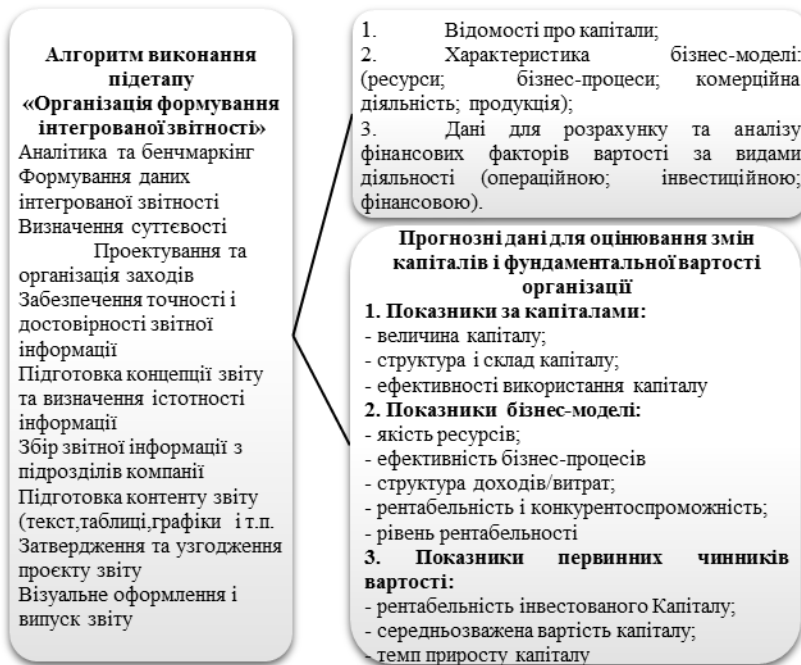 Алгоритм виконання
підетапу
«Організація формування
інтегрованої звітності»
Аналітика та бенчмаркінг
Формування даних
інтегрованої звітності
Визначення суттєвості
Проектування та
організація заходів
Забезпечення точності і
достовірності звітної
інформації
Підготовка концепції звіту
та визначення істотності
інформації
Збір звітної інформації з
підрозділів компанії
Підготовка контенту звіту
(текст,таблиці,графіки і т.п.
Затвердження та узгодження
проєкту звіту
Візуальне оформлення і
випуск звіту
1. Відомості про капітали;
2. Характеристика бізнес-моделі:
(ресурси; бізнес-процеси; комерційна
діяльність; продукція);
3. Дані для розрахунку та аналізу
фінансових факторів вартості за видами
діяльності (операційною; інвестиційною;
фінансовою).
Прогнозні дані для оцінювання змін
капіталів і фундаментальної вартості
організації
1. Показники за капіталами:
- величина капіталу;
- структура і склад капіталу;
- ефективності використання капіталу
2. Показники бізнес-моделі:
- якість ресурсів;
- ефективність бізнес-процесів
- структура доходів/витрат;
- рентабельність і конкурентоспроможність;
- рівень рентабельності
3. Показники первинних чинників
вартості:
- рентабельність інвестованого Капіталу;
- середньозважена вартість капіталу;
- темп приросту капіталу